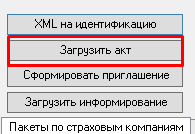 XML на идентификацию
Загрузить акт
Сформировать приглашение
Загрузить информирование
Пакеты по страховым компаниям